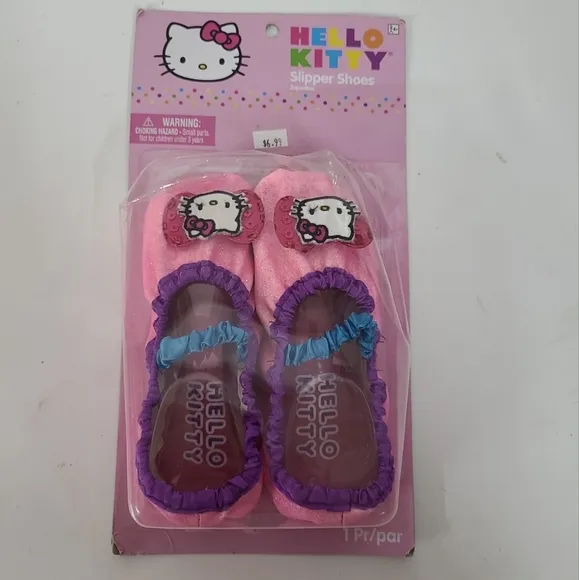 HELLO
KITTY
Slipper Shoes
Zapatillas
WARNING:
CHOKING HAZARD - Small parts.
Not for children under 3 years
$6.99
HELLO
KITTY
HELLO
KITTY
1 Pr/par